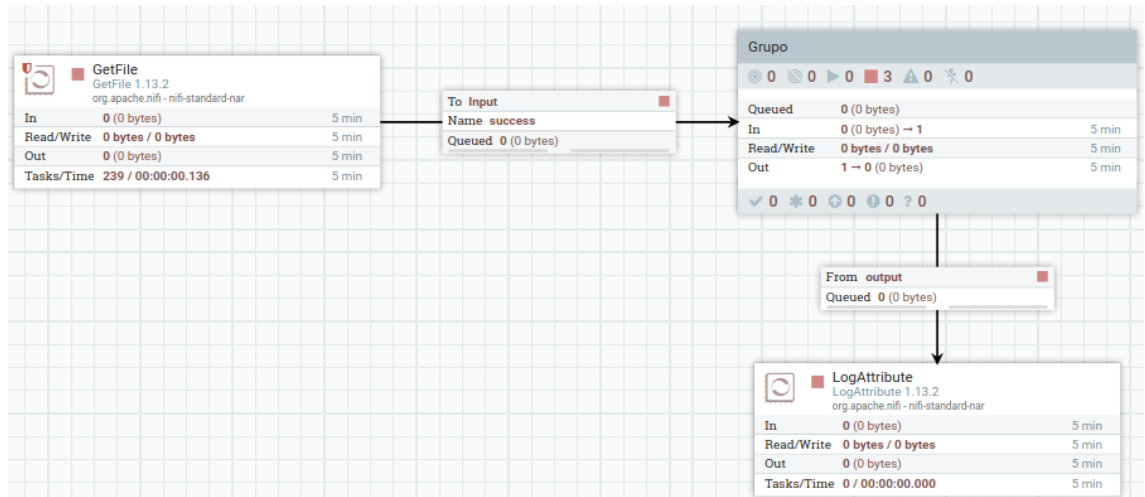 GetFile
GetFile 1.13.2
org.apache.nifi - nifi-standard-nar
In 0 (0 bytes) 5 min
Read/Write 0 bytes / 0 bytes 5 min
Out 0 (0 bytes) 5 min
Tasks/Time 239 / 00:00:00.136 5 min
To Input
Name success
Queued 0 (0 bytes)
Grupo
0 0 0 3 0 0
Queued 0 (0 bytes)
In 0 (0 bytes) → 1 5 min
Read/Write 0 bytes / 0 bytes 5 min
Out 1 → 0 (0 bytes) 5 min
0 0 0 0 ? 0
From output
Queued 0 (0 bytes)
LogAttribute
LogAttribute 1.13.2
org.apache.nifi - nifi-standard-nar
In 0 (0 bytes) 5 min
Read/Write 0 bytes / 0 bytes 5 min
Out 0 (0 bytes) 5 min
Tasks/Time 0 / 00:00:00.000 5 min